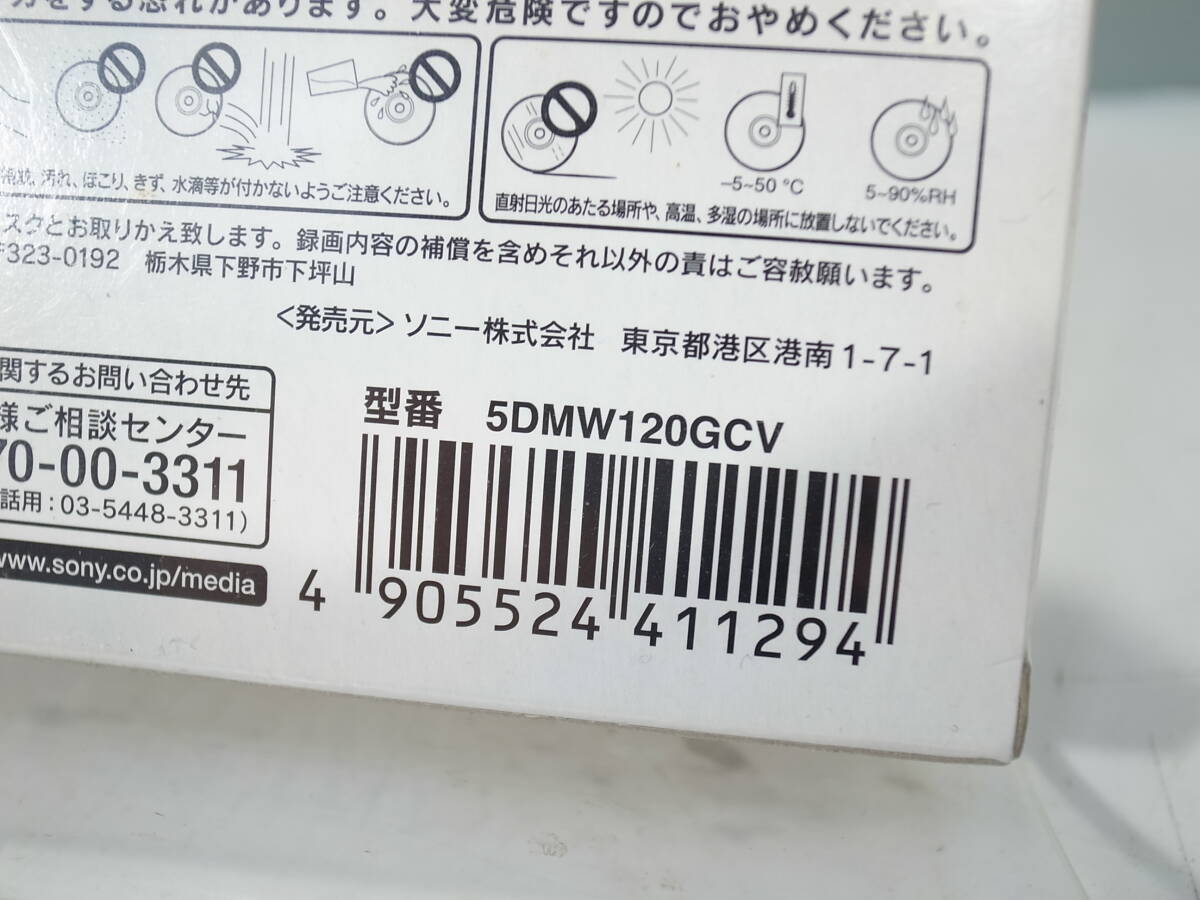 をする恐れがあります。大変危険ですのでおやめください。
汚れ、ほこり、きず、水滴等が付かないようご注意ください。
-5~50 °C
5~90%RH
直射日光のあたる場所や、高温、多湿の場所に放置しないでください。
スクとお取りかえ致します。録画内容の補償を含めそれ以外の責はご容赦願います。
〒323-0192 栃木県下野市下坪山
<発売元> ソニー株式会社 東京都港区港南1-7-1
関するお問い合わせ先
様ご相談センター
70-00-3311
話用:03-5448-3311)
www.sony.co.jp/media
型番 5DMW120GCV
4 905524 411294